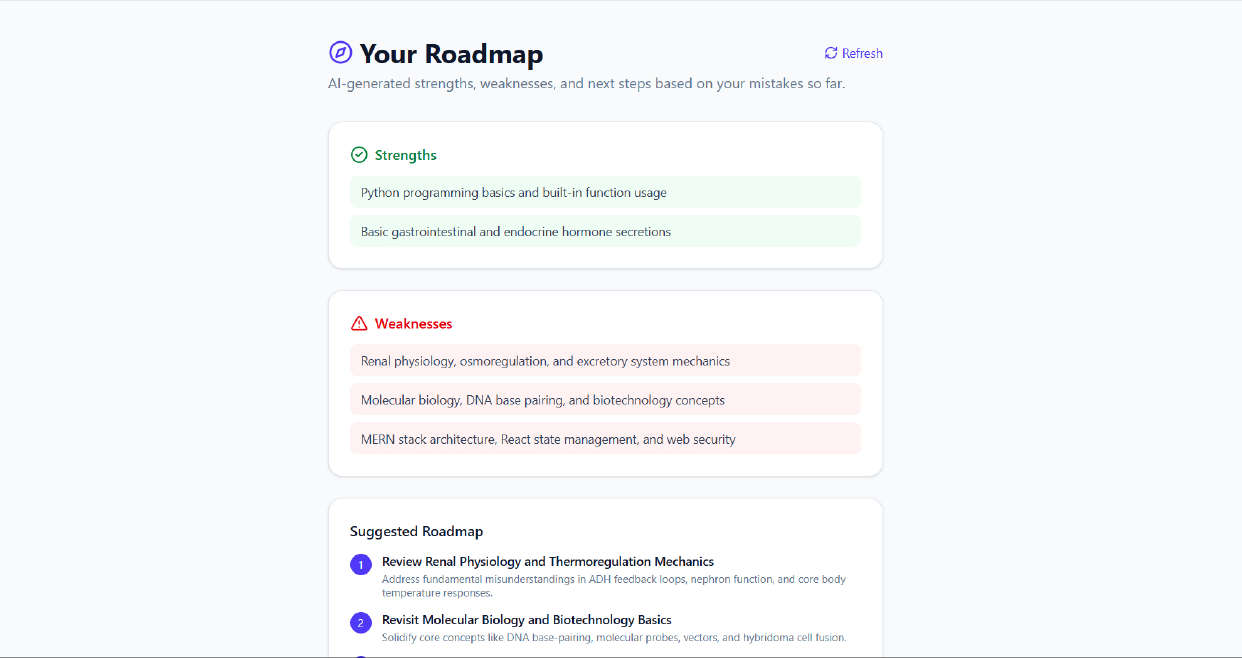 Your Roadmap
Refresh
AI-generated strengths, weaknesses, and next steps based on your mistakes so far.
Strengths
Python programming basics and built-in function usage
Basic gastrointestinal and endocrine hormone secretions
Weaknesses
Renal physiology, osmoregulation, and excretory system mechanics
Molecular biology, DNA base pairing, and biotechnology concepts
MERN stack architecture, React state management, and web security
Suggested Roadmap
1 Review Renal Physiology and Thermoregulation Mechanics
Address fundamental misunderstandings in ADH feedback loops, nephron function, and core body
temperature responses.
2 Revisit Molecular Biology and Biotechnology Basics
Solidify core concepts like DNA base-pairing, molecular probes, vectors, and hybridoma cell fusion.